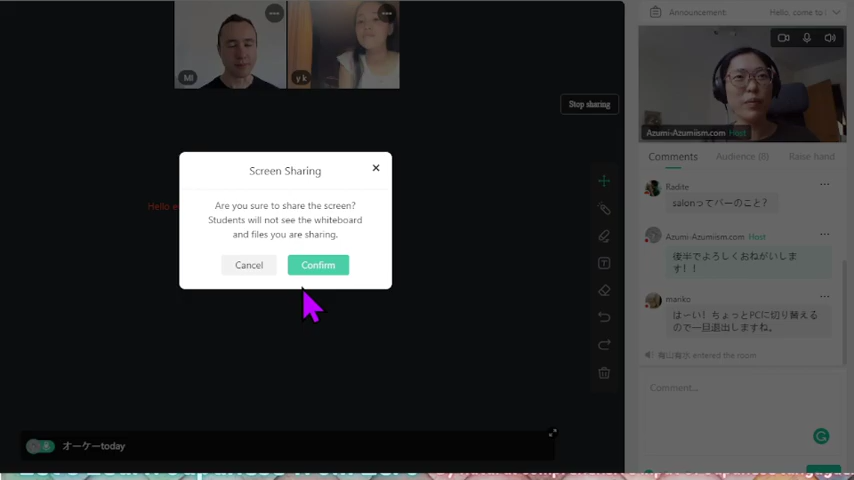 Announcement: Hello, come to
MI
y k
Stop sharing
Azumi-Azumiism.com Host
Screen Sharing
Are you sure to share the screen?
Students will not see the whiteboard
and files you are sharing.
Cancel
Confirm
Hello
Comments Audience (8) Raise hand
Radite
salonってバーのこと?
Azumi-Azumiism.com Host
後半でよろしくおねがいしま
す!!
mariko
はーい! ちょっとPCに切り替える
ので一旦退出しますね。
entered the room
Comment...
オーケーtoday